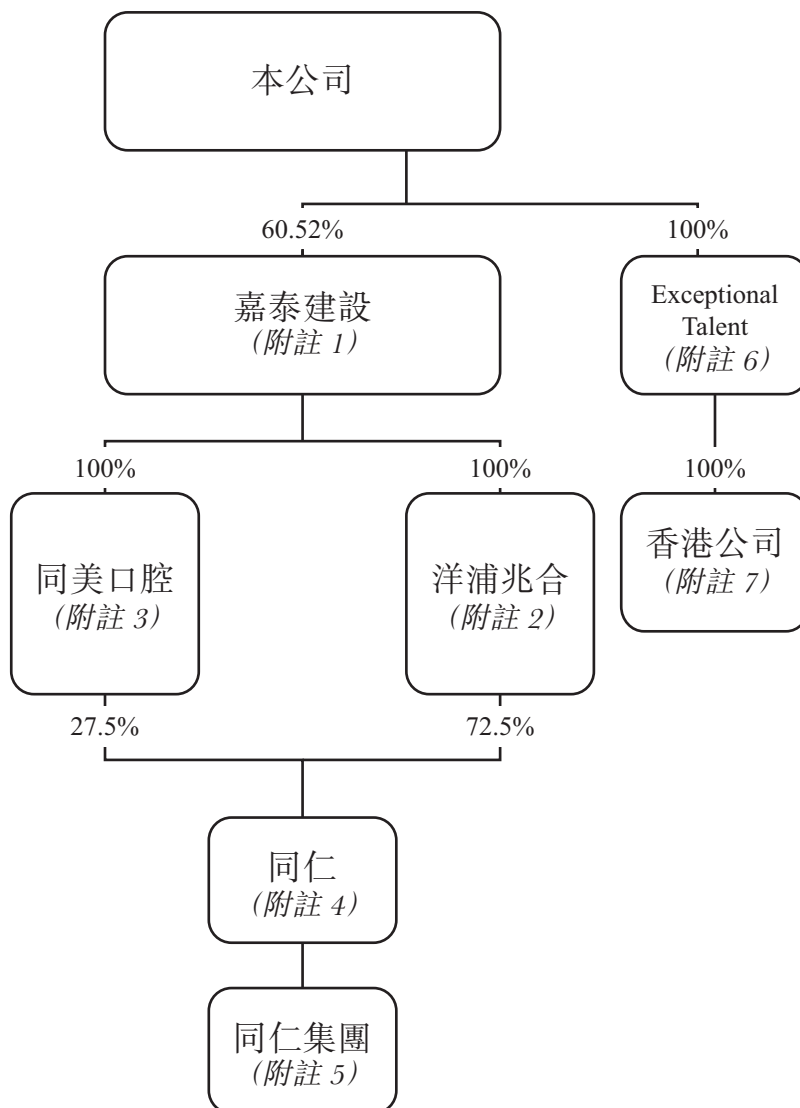 本公司
60.52%
100%
嘉泰建設
(附註 1)
Exceptional
Talent
(附註 6)
100%
100%
100%
同美口腔
(附註 3)
洋浦兆合
(附註 2)
香港公司
(附註 7)
27.5%
72.5%
同仁
(附註 4)
同仁集團
(附註 5)